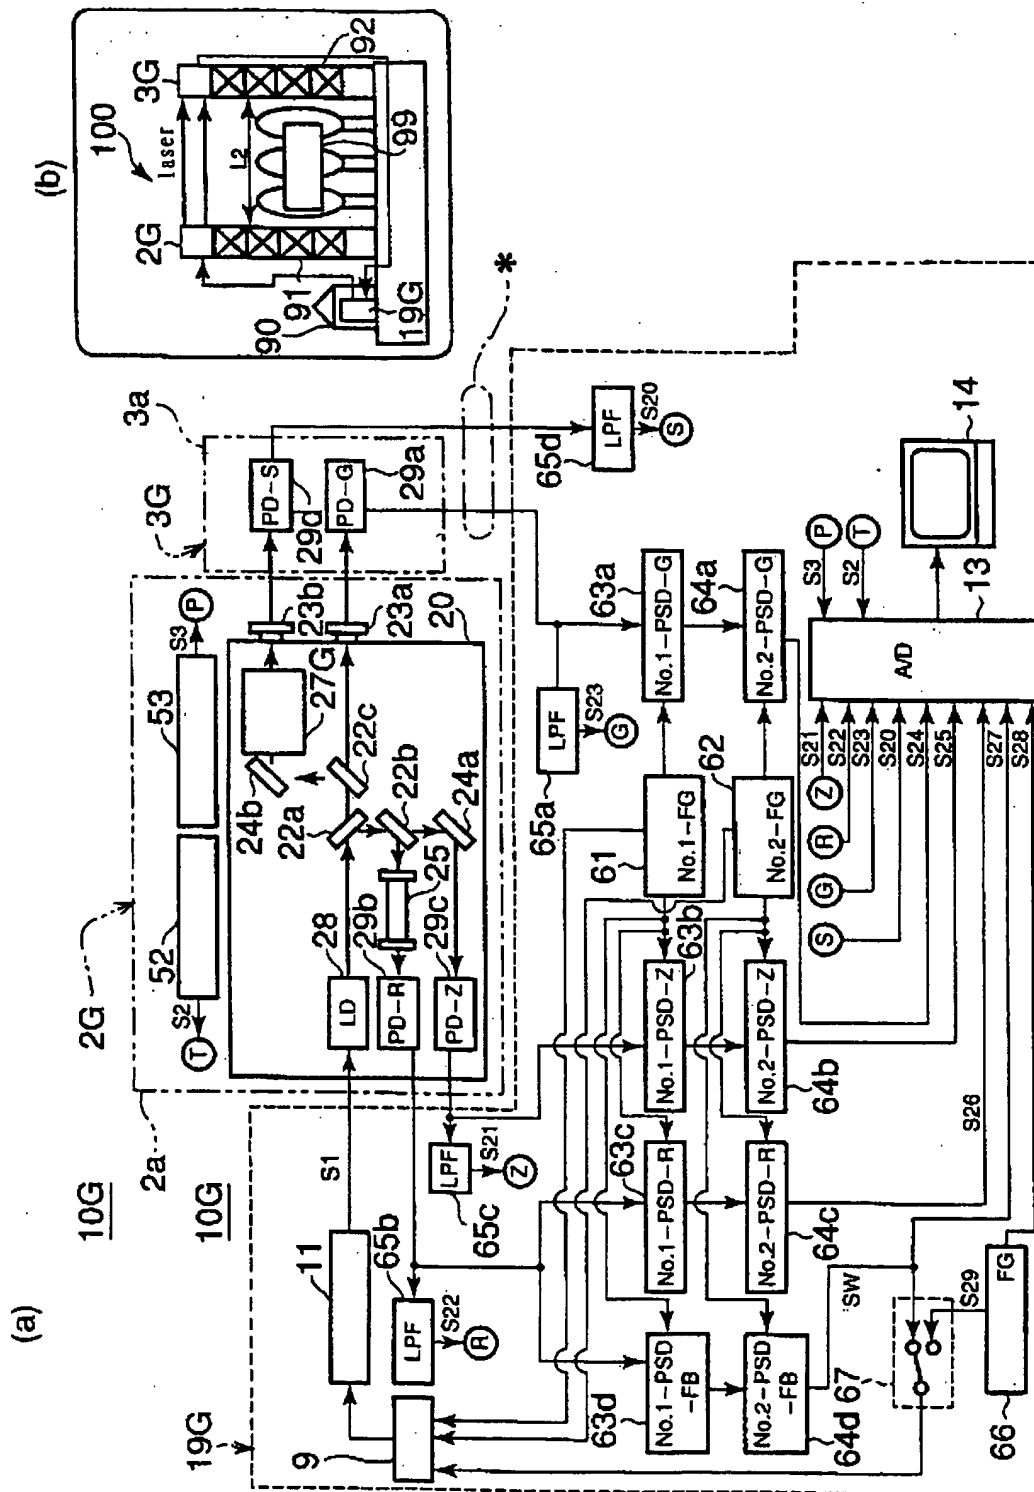 (a)
10G
10G
19G
2a
2G
3G
3a
(b)
100
laser
2G
3G
L2
92
91
90
19G
99
*
T
S2
52
53
S3
P
24b
27G
23b
22a
22c
23a
20
LD
28
22b
24a
29b
25
29c
PD-R
PD-Z
PD-S
29d
PD-G
29a
S1
11
9
65b
LPF
S22
R
LPF
S21
65c
Z
LPF
65d
S20
S
LPF
65a
S23
G
61
No.1-FG
62
No.2-FG
63a
No.1-PSD-G
64a
No.2-PSD-G
63b
No.1-PSD-Z
No.2-PSD-Z
64b
63c
No.1-PSD-R
No.2-PSD-R
64c
63d
No.1-PSD
-FB
No.2-PSD
-FB
64d
SW
67
S29
FG
66
S26
S
G
R
Z
S21
S22
S23
S20
S24
S25
S27
S28
A/D
13
14
S3
P
S2
T